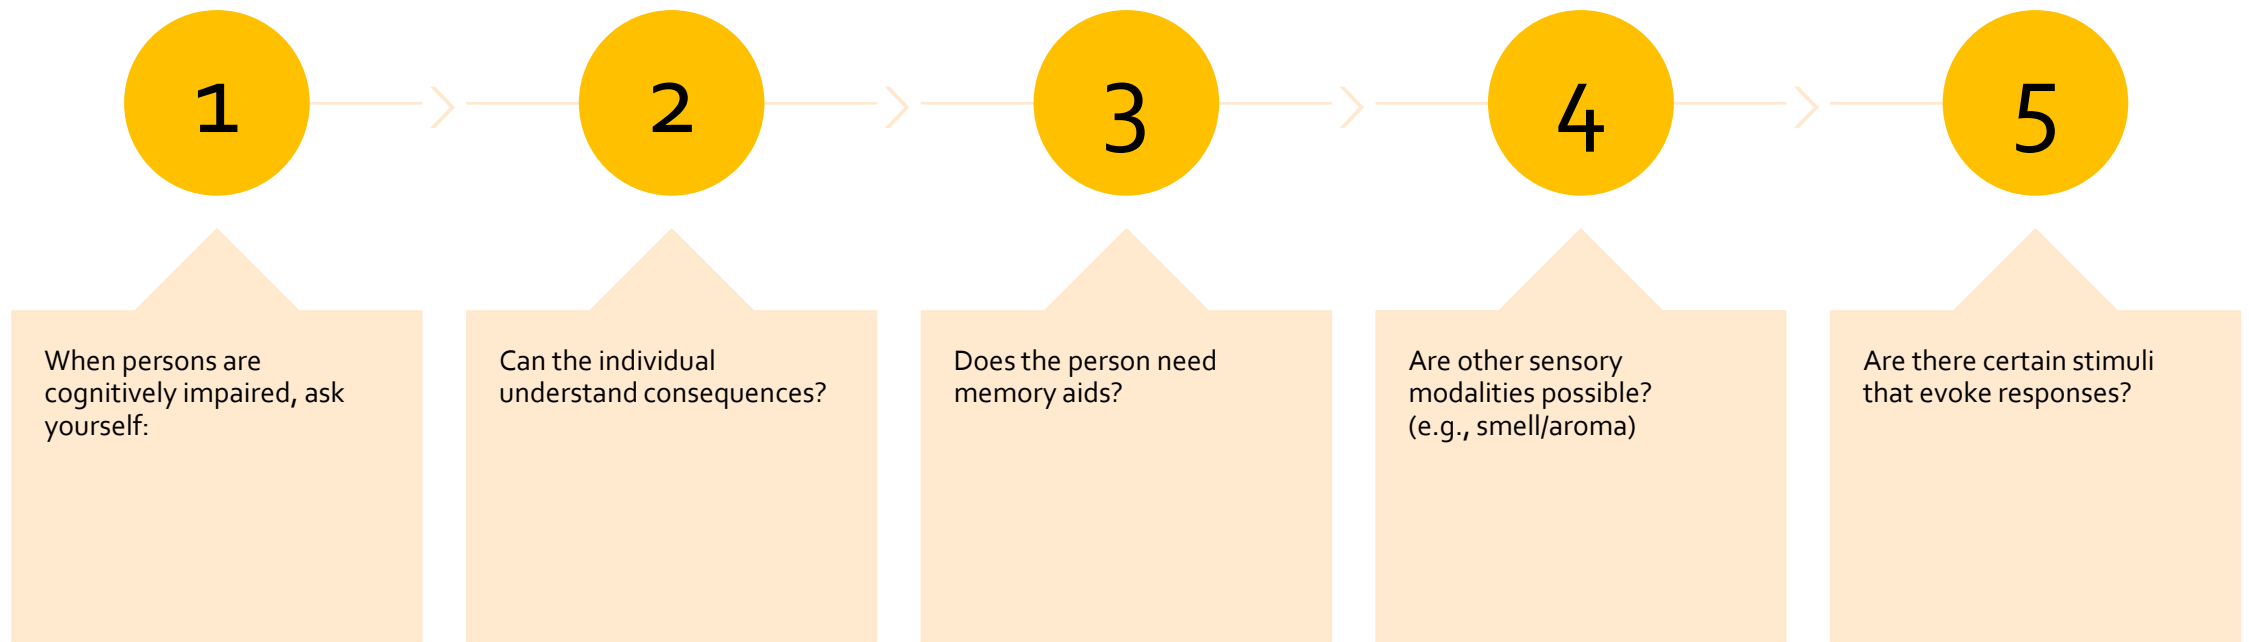 1
When persons are
cognitively impaired, ask
yourself:
2
Can the individual
understand consequences?
3
Does the person need
memory aids?
4
Are other sensory
modalities possible?
(e.g., smell/aroma)
5
Are there certain stimuli
that evoke responses?